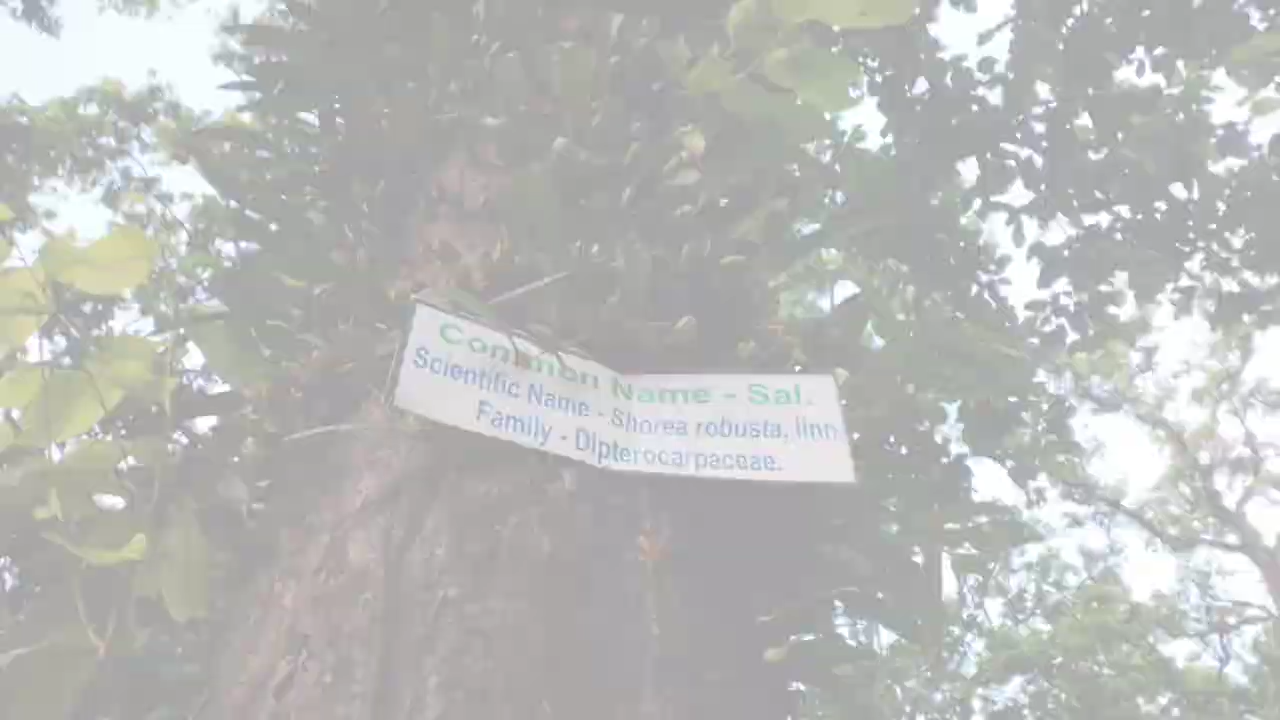 Common Name - Sal.
Scientific Name - Shorea robusta, linn
Family - Dipterocarpaceae.